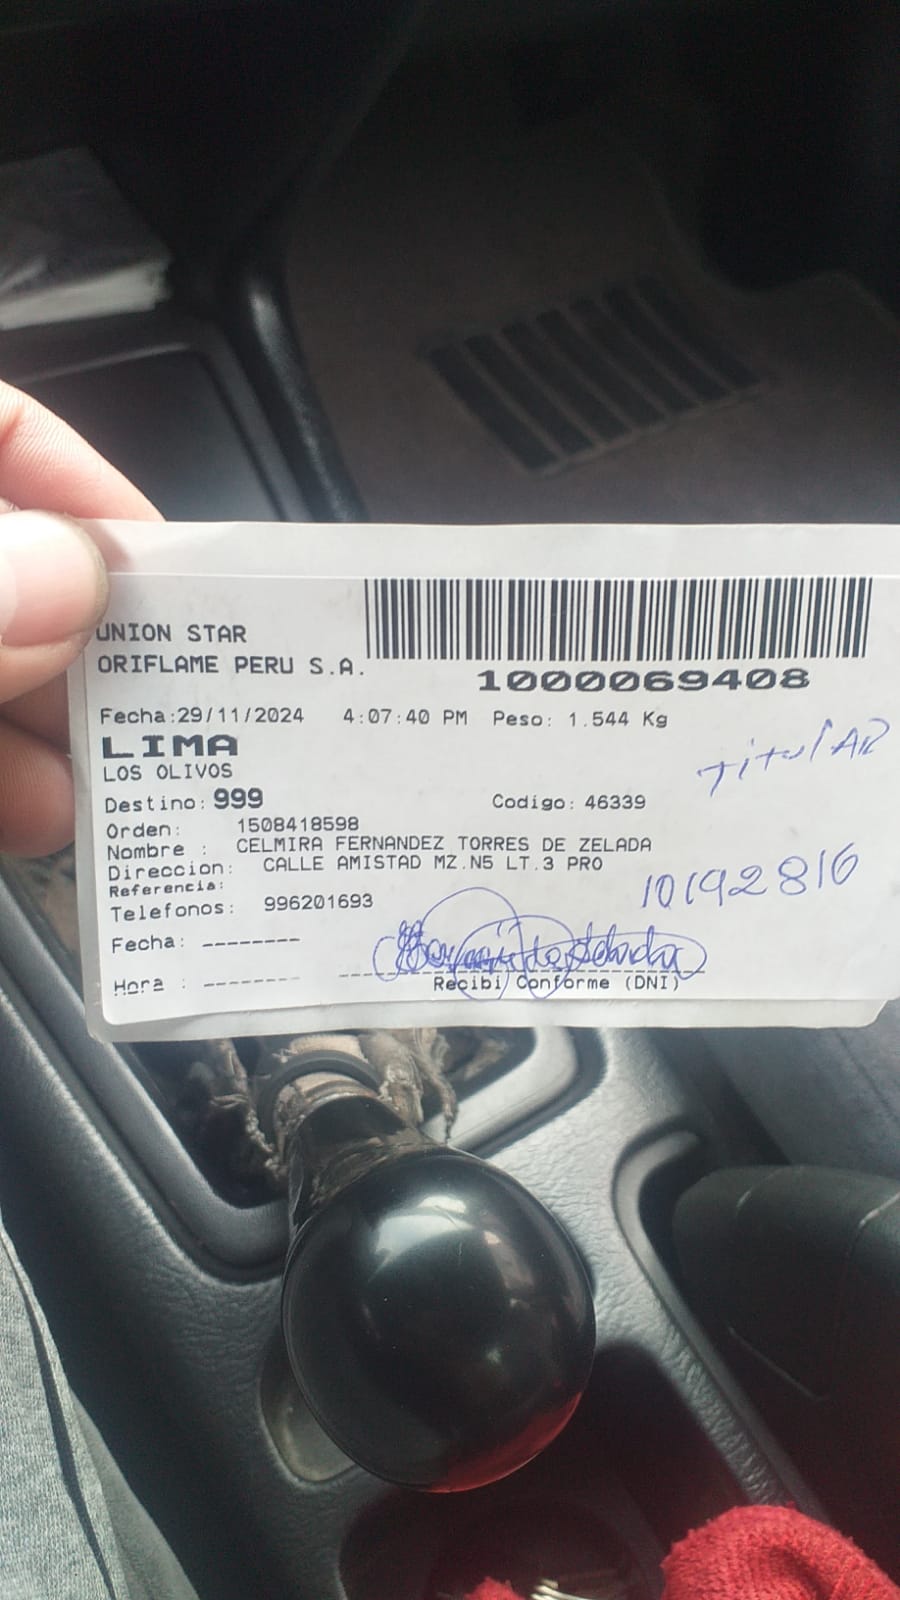 UNION STAR
ORIFLAME PERU S.A.
1000069408
Fecha:29/11/2024 4:07:40 PM Peso: 1.544 Kg
LIMA
LOS OLIVOS
TitulAR
Destino: 999 Codigo: 46339
Orden: 1508418598
Nombre : CELMIRA FERNANDEZ TORRES DE ZELADA
Direccion: CALLE AMISTAD MZ.N5 LT.3 PRO
Referencia:
10192816
Telefonos: 996201693
Fecha: --------
Hora : --------
Recibi Conforme (DNI)